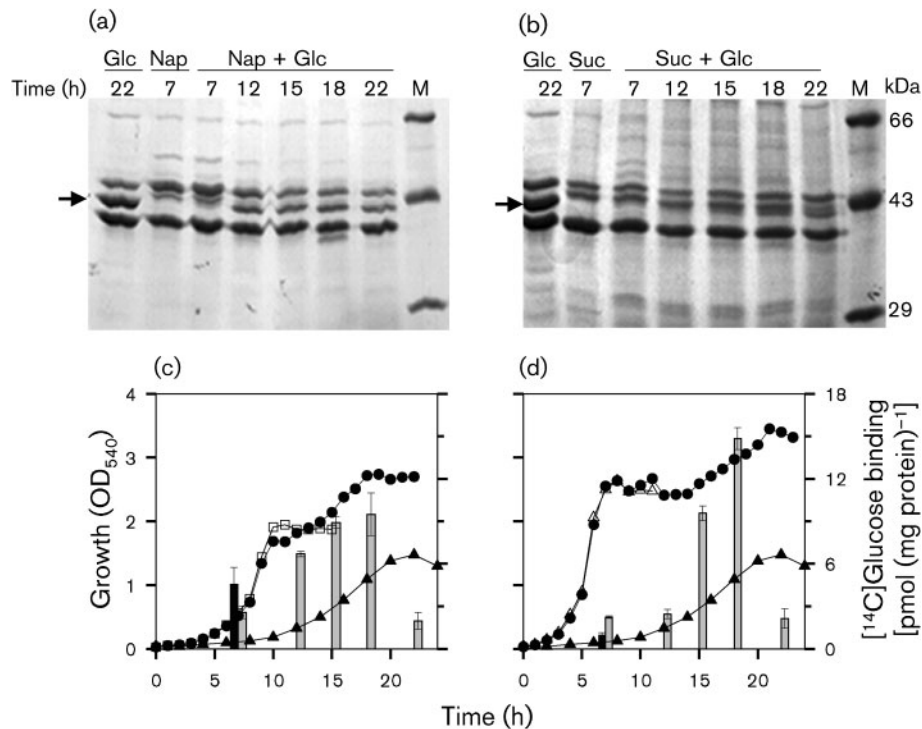 (a)
Glc Nap Nap + Glc
Time (h) 22 7 7 12 15 18 22 M
(b)
Glc Suc Suc + Glc
22 7 7 12 15 18 22 M kDa
66
43
29
(c)
4
3
2
1
0
Growth (OD540)
0 5 10 15 20
(d)
18
12
6
0
[14C]Glucose binding
[pmol (mg protein)−1]
0 5 10 15 20
Time (h)